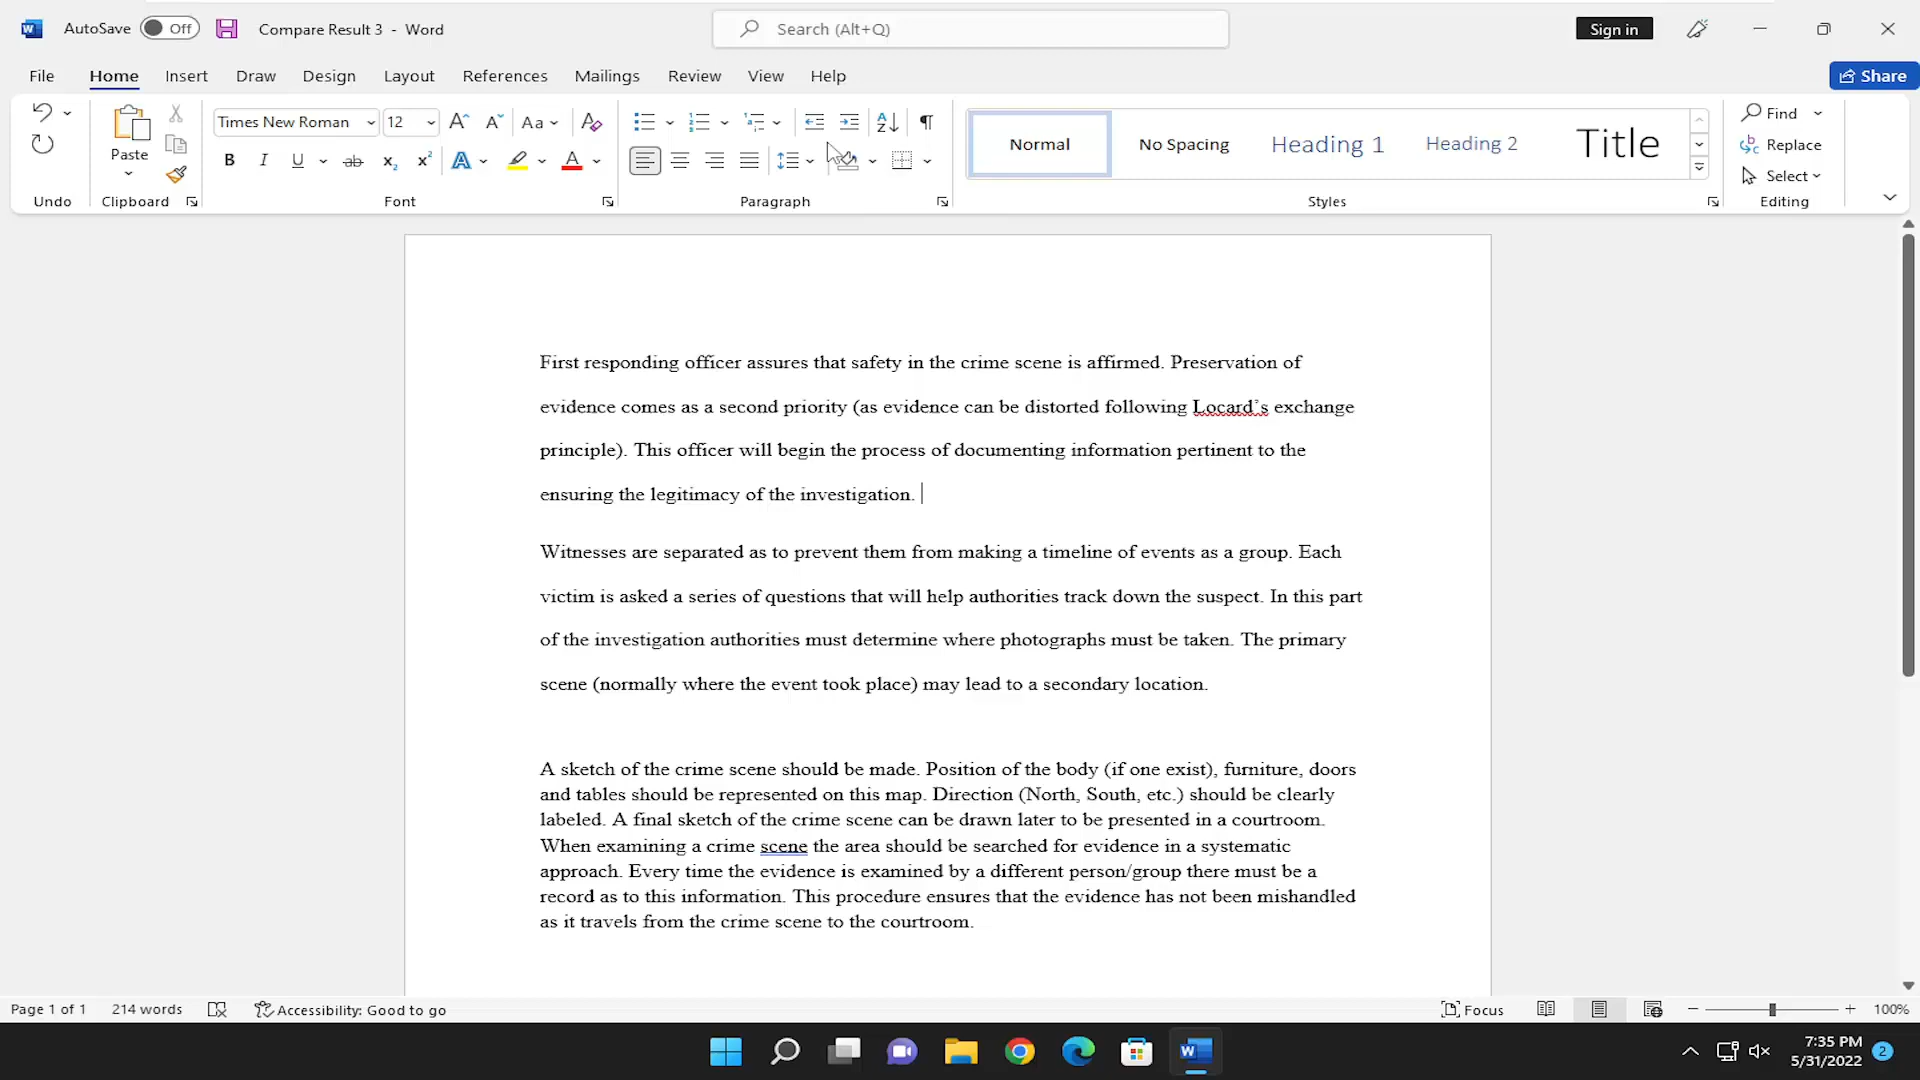 AutoSave Off Compare Result 3 - Word Search (Alt+Q) Sign in
File Home Insert Draw Design Layout References Mailings Review View Help Share
Times New Roman 12 Aa
Paste
B I U ab x₂ x² A A
Normal No Spacing Heading 1 Heading 2 Title
Find
Replace
Select
Undo Clipboard Font Paragraph Styles Editing
First responding officer assures that safety in the crime scene is affirmed. Preservation of
evidence comes as a second priority (as evidence can be distorted following Locard’s exchange
principle). This officer will begin the process of documenting information pertinent to the
ensuring the legitimacy of the investigation.
Witnesses are separated as to prevent them from making a timeline of events as a group. Each
victim is asked a series of questions that will help authorities track down the suspect. In this part
of the investigation authorities must determine where photographs must be taken. The primary
scene (normally where the event took place) may lead to a secondary location.
A sketch of the crime scene should be made. Position of the body (if one exist), furniture, doors
and tables should be represented on this map. Direction (North, South, etc.) should be clearly
labeled. A final sketch of the crime scene can be drawn later to be presented in a courtroom.
When examining a crime scene the area should be searched for evidence in a systematic
approach. Every time the evidence is examined by a different person/group there must be a
record as to this information. This procedure ensures that the evidence has not been mishandled
as it travels from the crime scene to the courtroom.
Page 1 of 1 214 words Accessibility: Good to go Focus 100%
7:35 PM
5/31/2022 2